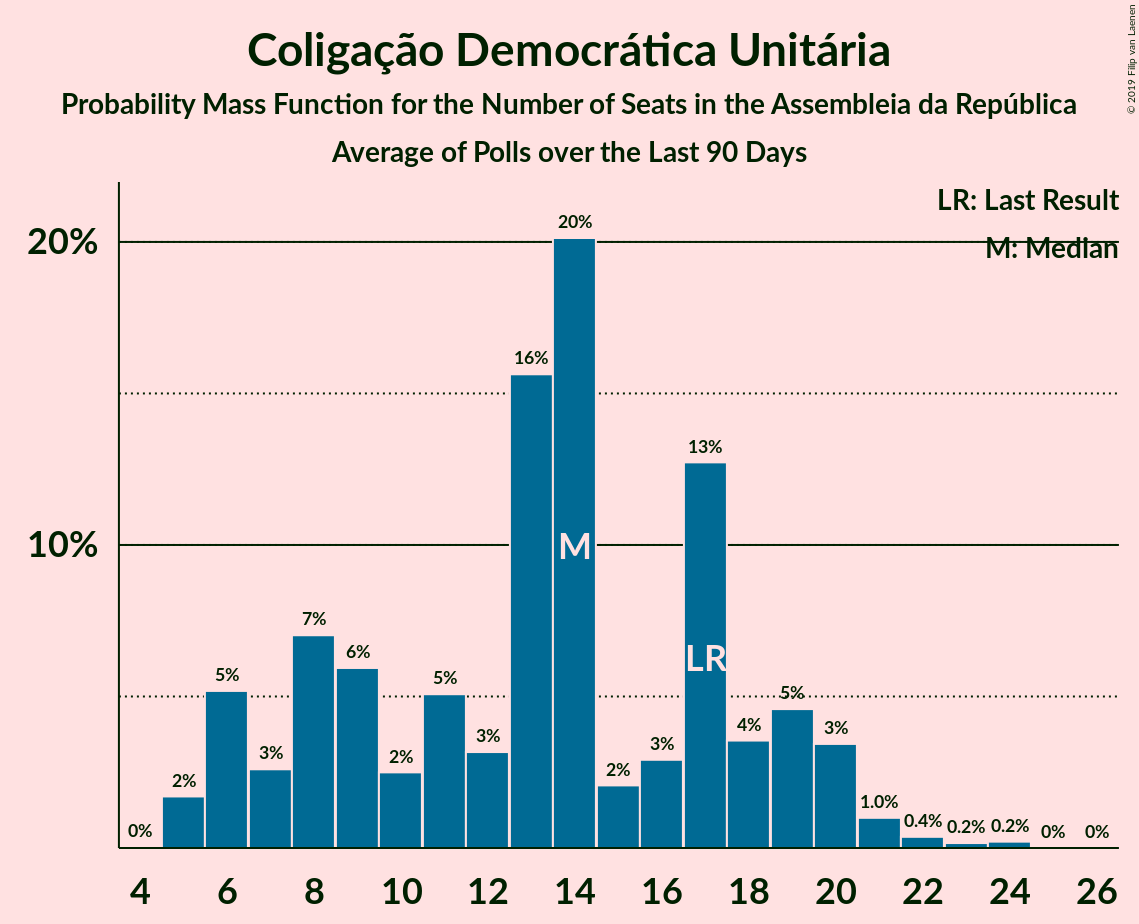 Coligação Democrática Unitária
Probability Mass Function for the Number of Seats in the Assembleia da República
Average of Polls over the Last 90 Days
© 2019 Filip van Laenen
LR: Last Result
M: Median
20%
10%
0%
2%
5%
3%
7%
6%
2%
5%
3%
16%
20%
2%
3%
13%
4%
5%
3%
1.0%
0.4%
0.2%
0.2%
0%
0%
M
LR
4 6 8 10 12 14 16 18 20 22 24 26